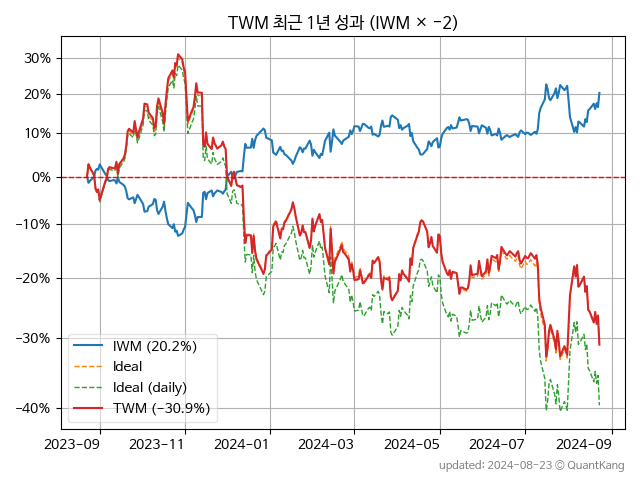 TWM 최근 1년 성과 (IWM × −2)
30%
20%
10%
0%
−10%
−20%
−30%
−40%
IWM (20.2%)
Ideal
Ideal (daily)
TWM (−30.9%)
2023-09 2023-11 2024-01 2024-03 2024-05 2024-07 2024-09
updated: 2024-08-23 © QuantKang